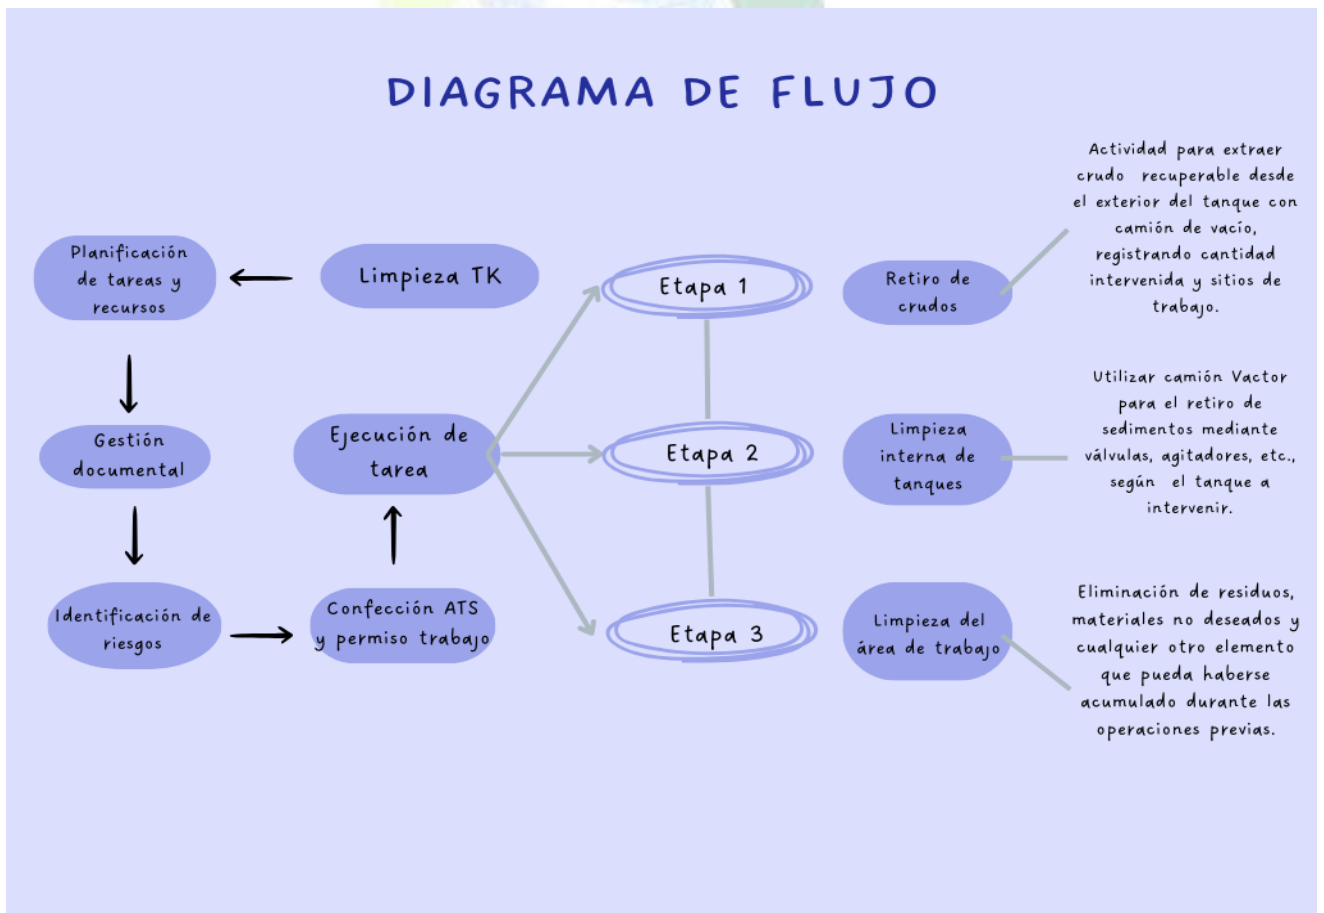 DIAGRAMA DE FLUJO
Limpieza TK
Planificación
de tareas y
recursos
Gestión
documental
Identificación de
riesgos
Confección ATS
y permiso trabajo
Ejecución de
tarea
Etapa 1
Retiro de
crudos
Actividad para extraer
crudo recuperable desde
el exterior del tanque con
camión de vacío,
registrando cantidad
intervenida y sitios de
trabajo.
Etapa 2
Limpieza
interna de
tanques
Utilizar camión Vactor
para el retiro de
sedimentos mediante
válvulas, agitadores, etc.,
según el tanque a
intervenir.
Etapa 3
Limpieza del
área de trabajo
Eliminación de residuos,
materiales no deseados y
cualquier otro elemento
que pueda haberse
acumulado durante las
operaciones previas.